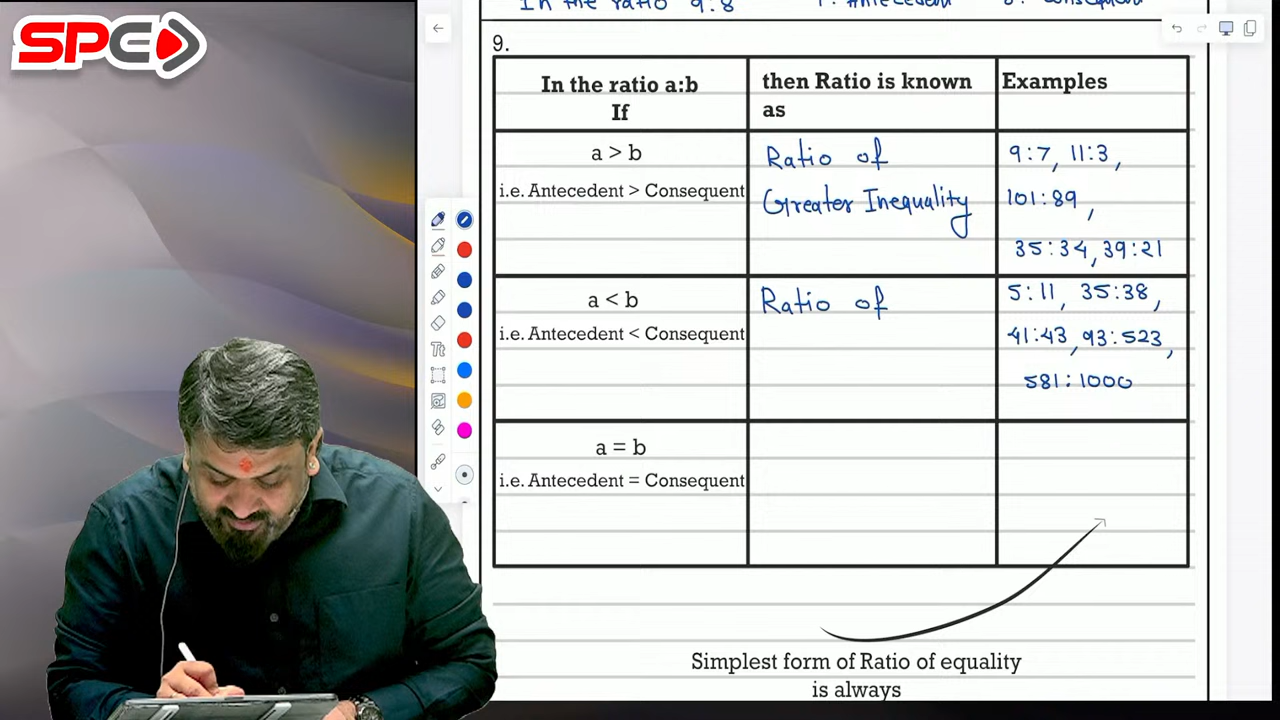 SPC
9.
In the ratio a:b
If
then Ratio is known
as
Examples
a > b
i.e. Antecedent > Consequent
Ratio of
Greater Inequality
9:7, 11:3,
101:89,
35:34, 39:21
a < b
i.e. Antecedent < Consequent
Ratio of
5:11, 35:38,
41:43, 93:523,
581:1000
a = b
i.e. Antecedent = Consequent
Simplest form of Ratio of equality
is always